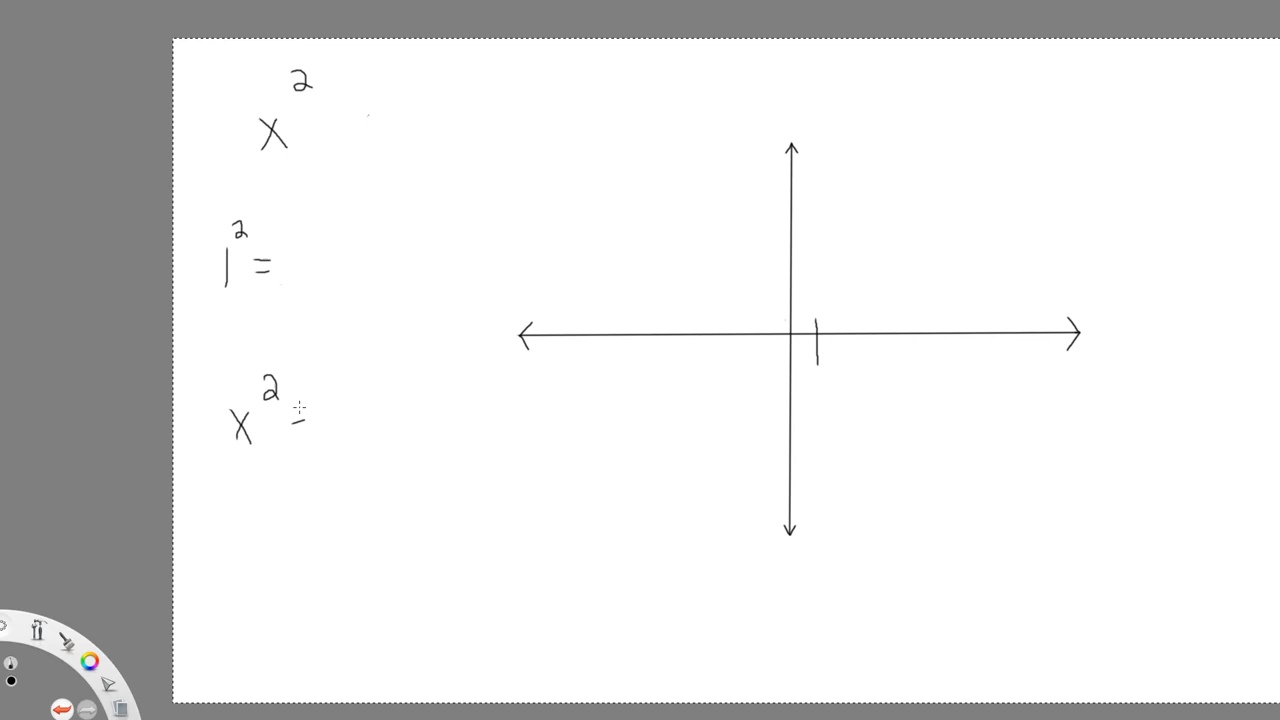 x²
1² =
x² =